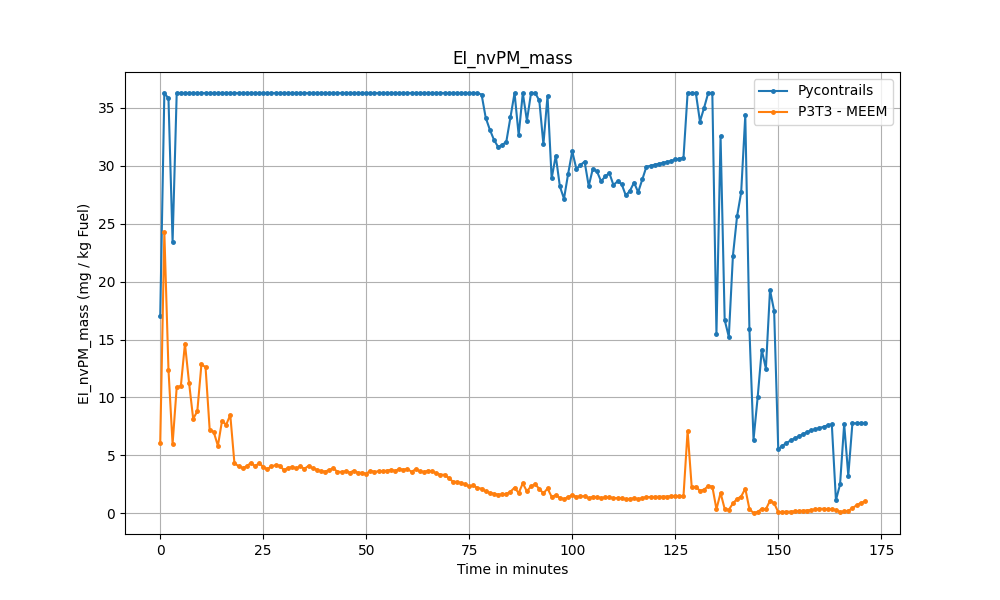 EI_nvPM_mass
Pycontrails
P3T3 - MEEM
EI_nvPM_mass (mg / kg Fuel)
35
30
25
20
15
10
5
0
0 25 50 75 100 125 150 175
Time in minutes